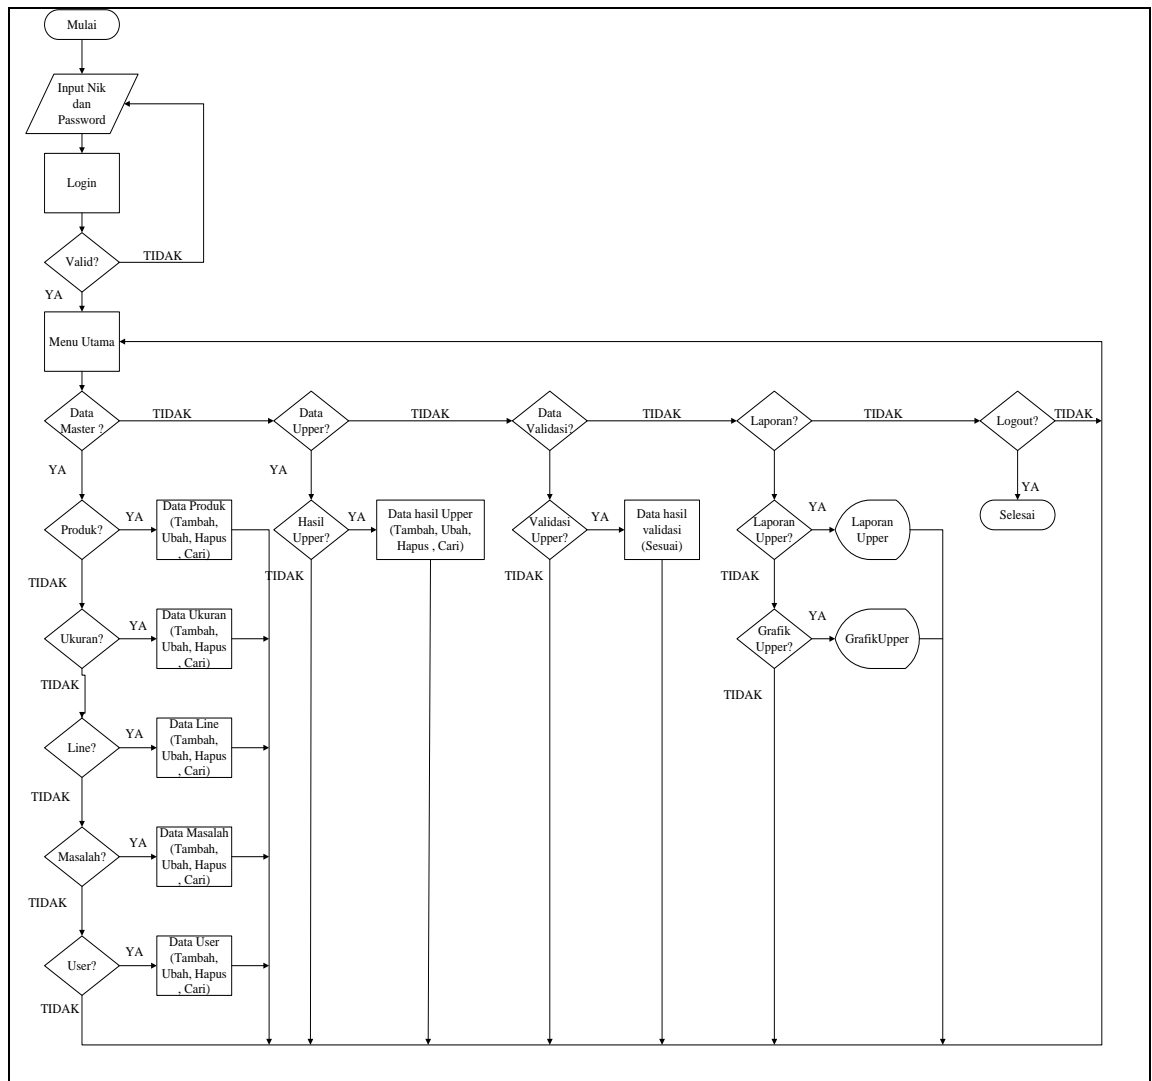 Mulai
Input Nik
dan
Password
Login
Valid?
TIDAK
YA
Menu Utama
Data
Master ?
TIDAK
Data
Upper?
TIDAK
Data
Validasi?
TIDAK
Laporan?
TIDAK
Logout?
TIDAK
YA
YA
YA
Produk?
YA
Data Produk
(Tambah,
Ubah, Hapus
, Cari)
Hasil
Upper?
YA
Data hasil Upper
(Tambah, Ubah,
Hapus , Cari)
Validasi
Upper?
YA
Data hasil
validasi
(Sesuai)
Laporan
Upper?
YA
Laporan
Upper
Selesai
TIDAK
TIDAK
TIDAK
TIDAK
Ukuran?
YA
Data Ukuran
(Tambah,
Ubah, Hapus
, Cari)
Grafik
Upper?
YA
GrafikUpper
TIDAK
TIDAK
Line?
YA
Data Line
(Tambah,
Ubah, Hapus
, Cari)
TIDAK
Masalah?
YA
Data Masalah
(Tambah,
Ubah, Hapus
, Cari)
TIDAK
User?
YA
Data User
(Tambah,
Ubah, Hapus
, Cari)
TIDAK